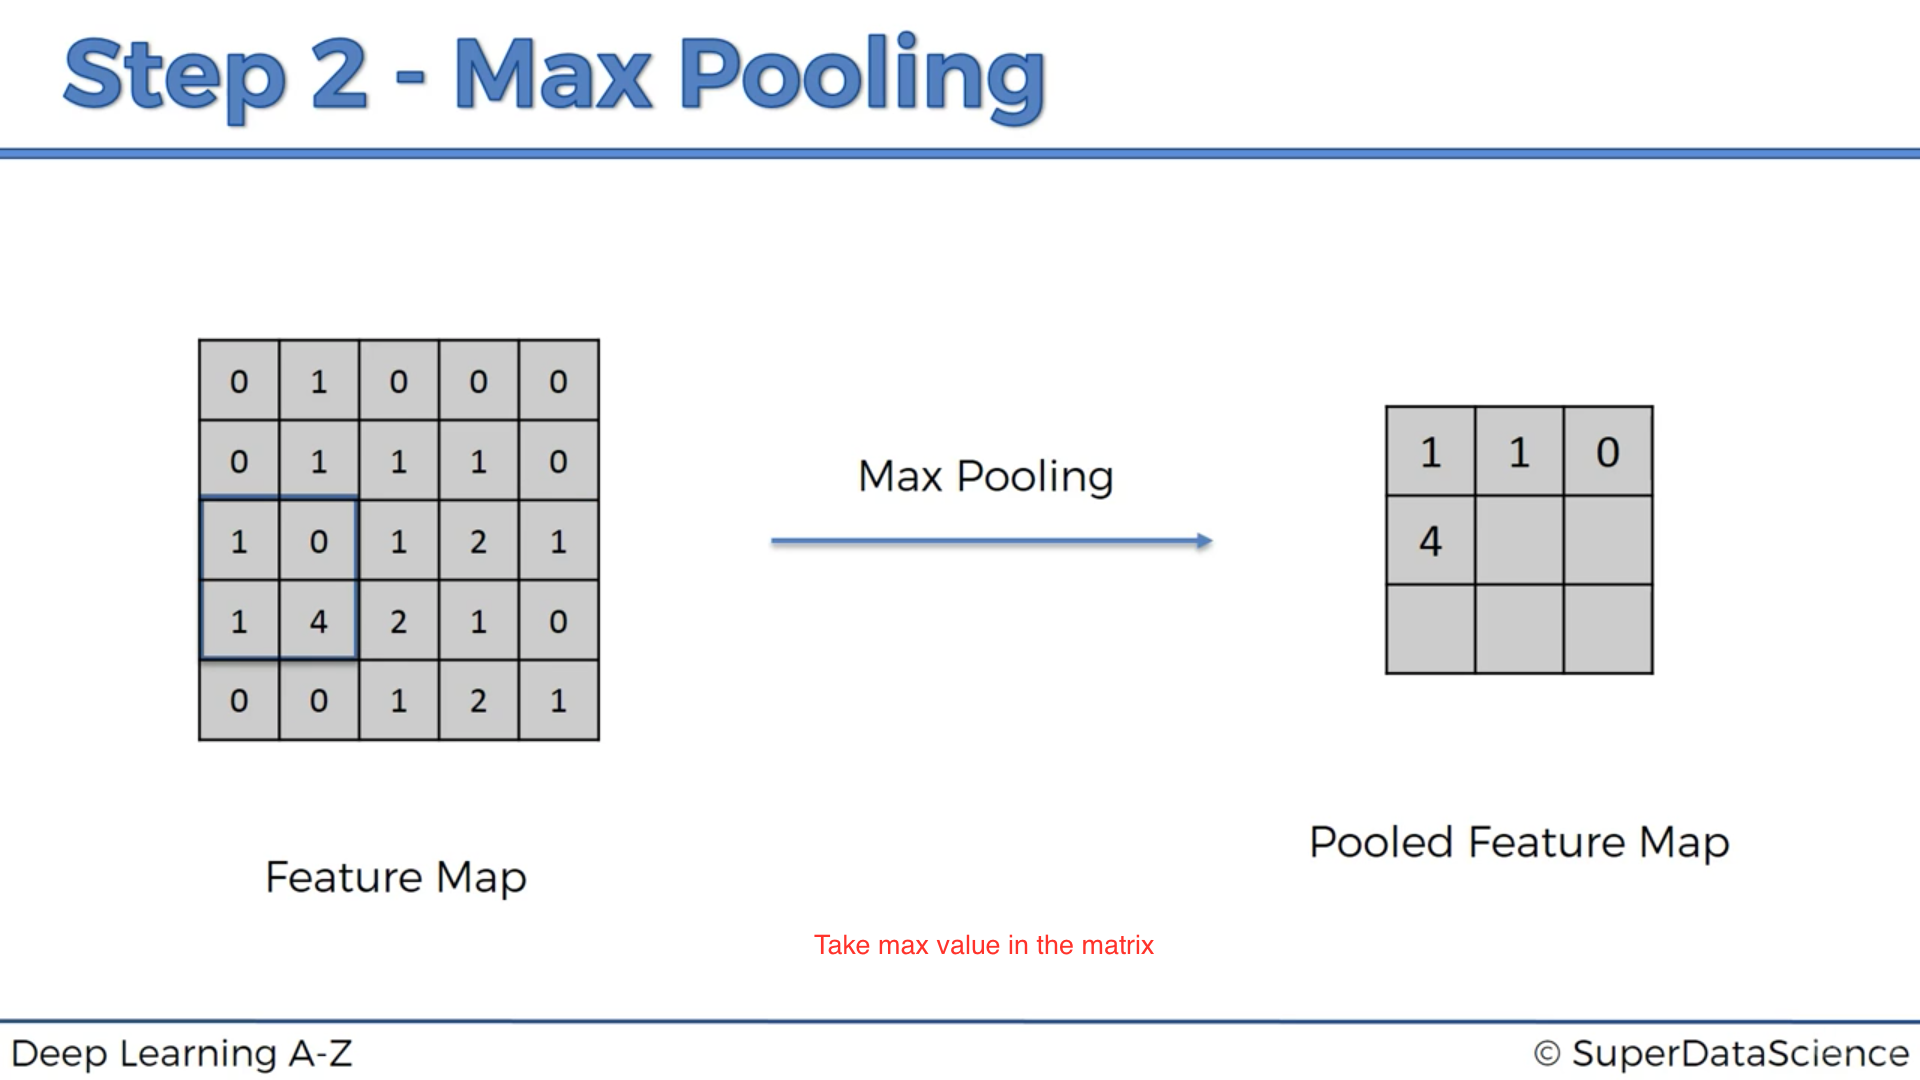 Step 2 - Max Pooling
0 1 0 0 0
0 1 1 1 0
1 0 1 2 1
1 4 2 1 0
0 0 1 2 1
Feature Map
Max Pooling
1 1 0
4
Pooled Feature Map
Take max value in the matrix
Deep Learning A-Z
© SuperDataScience